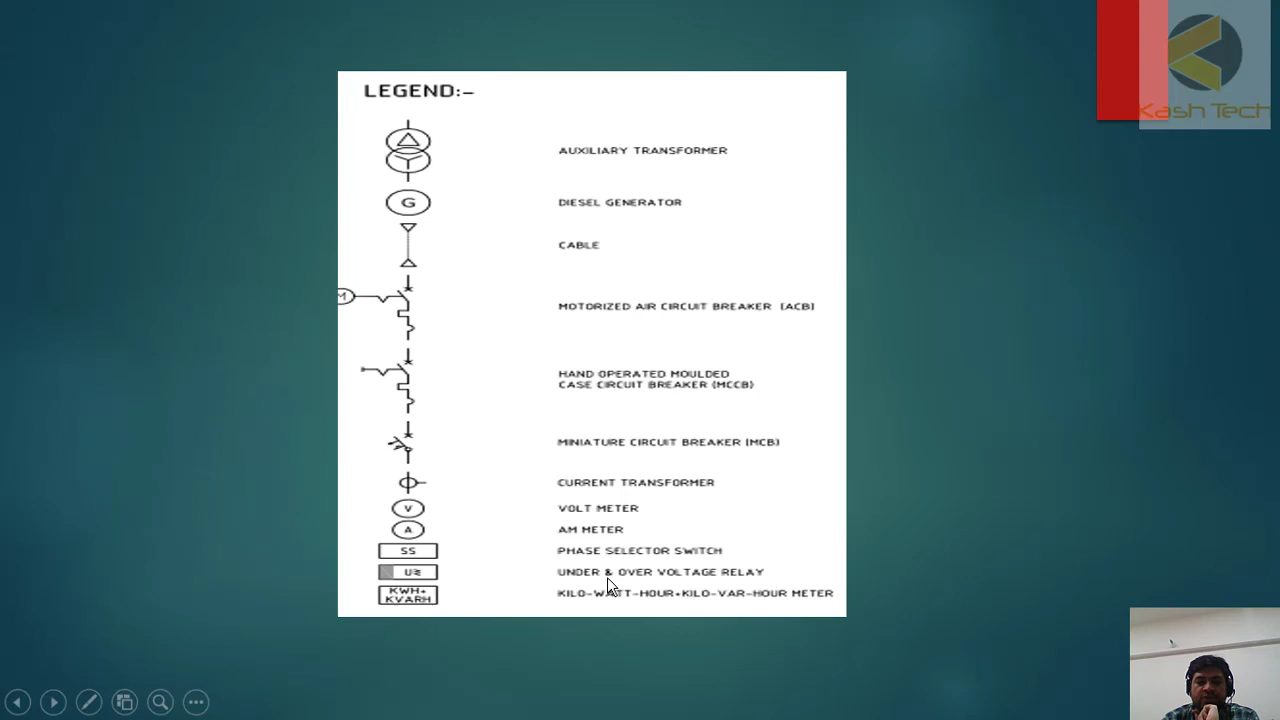 Kash Tech
LEGEND:-
AUXILIARY TRANSFORMER
G
DIESEL GENERATOR
CABLE
M
MOTORIZED AIR CIRCUIT BREAKER (ACB)
HAND OPERATED MOULDED
CASE CIRCUIT BREAKER (MCCB)
MINIATURE CIRCUIT BREAKER (MCB)
CURRENT TRANSFORMER
V
VOLT METER
A
AM METER
SS
PHASE SELECTOR SWITCH
U≷
UNDER & OVER VOLTAGE RELAY
KWH+
KVARH
KILO-WATT-HOUR+KILO-VAR-HOUR METER